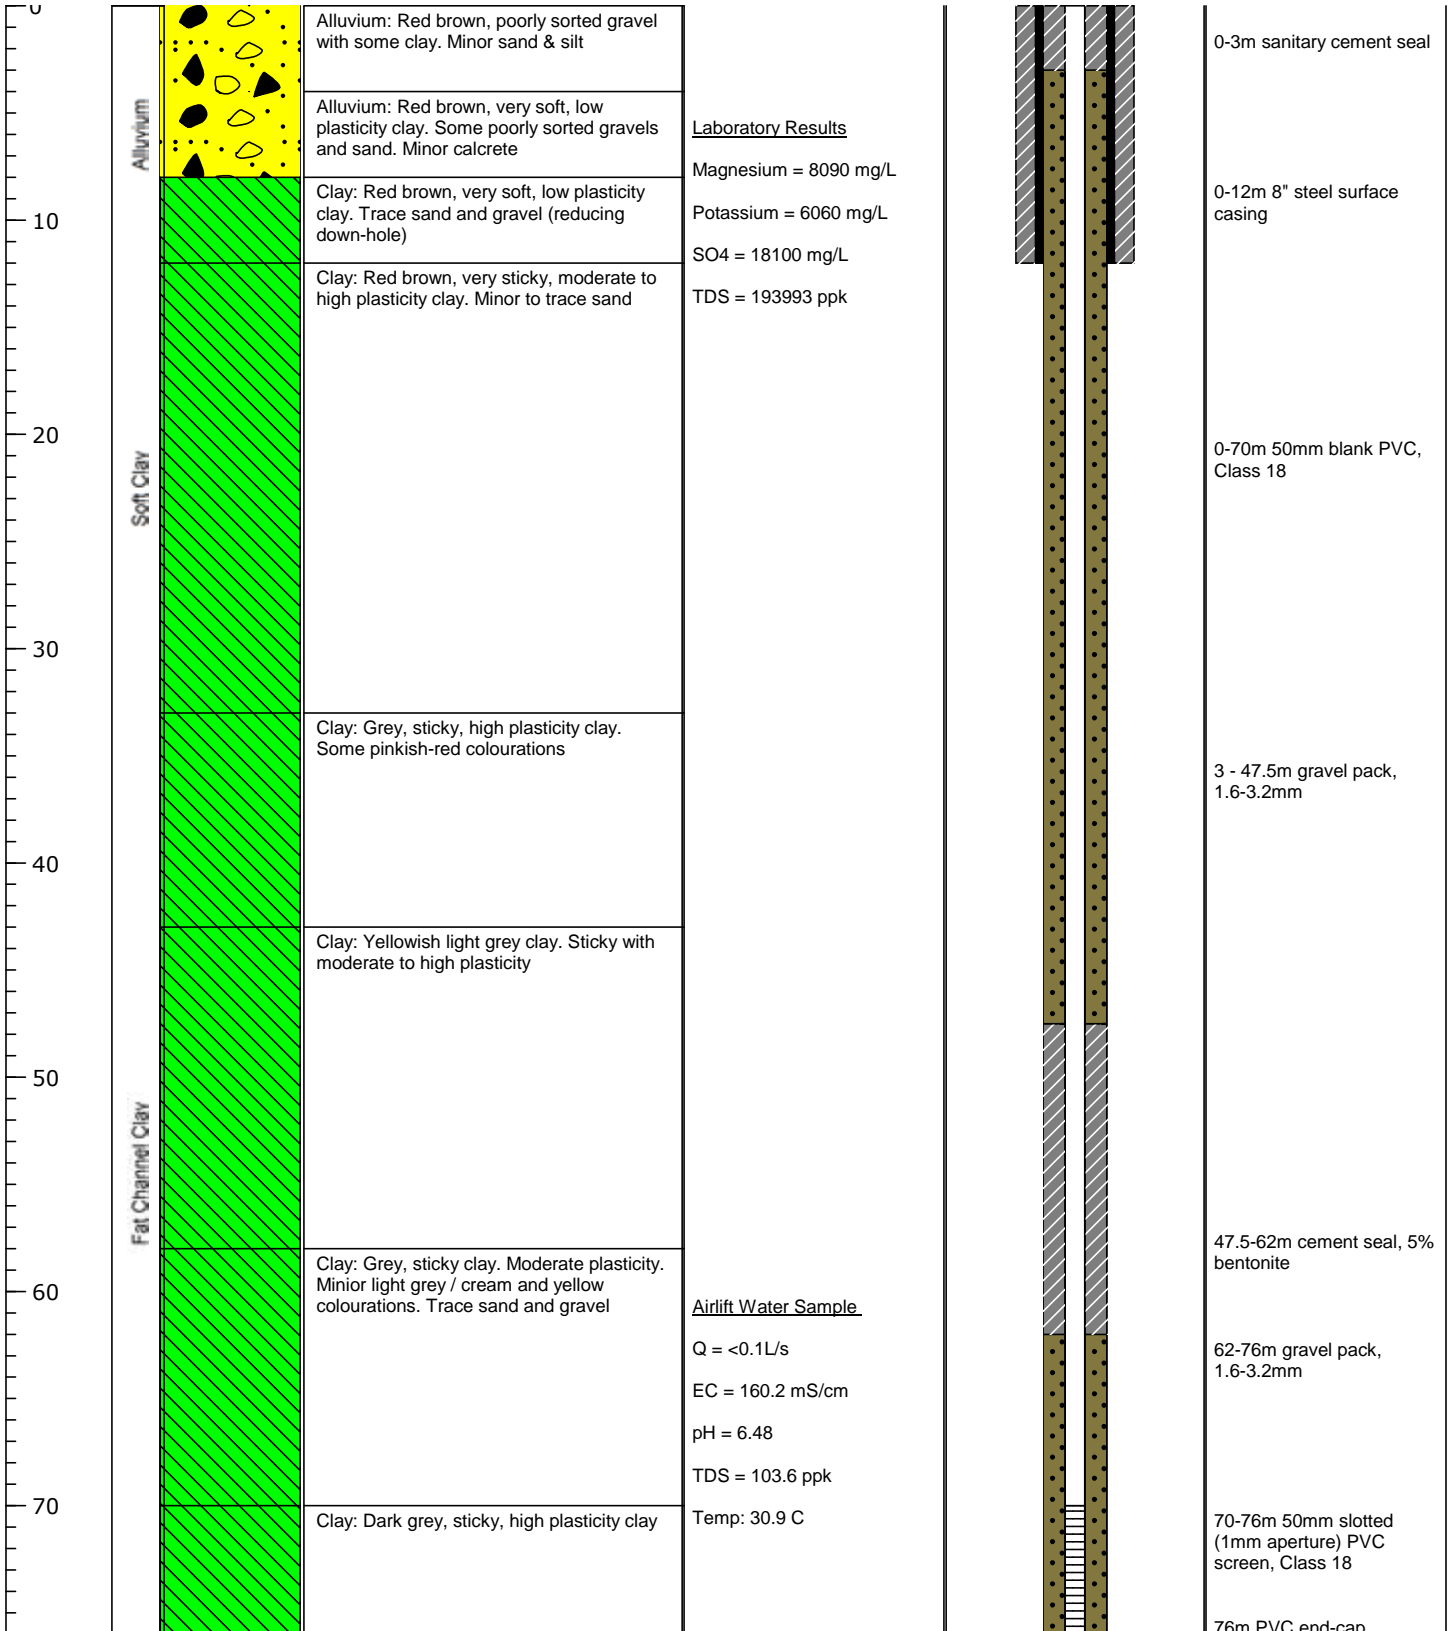 0
10
20
30
40
50
60
70
Alluvium
Soft Clay
Fat Channel Clay
Alluvium: Red brown, poorly sorted gravel
with some clay. Minor sand & silt
Alluvium: Red brown, very soft, low
plasticity clay. Some poorly sorted gravels
and sand. Minor calcrete
Clay: Red brown, very soft, low plasticity
clay. Trace sand and gravel (reducing
down-hole)
Clay: Red brown, very sticky, moderate to
high plasticity clay. Minor to trace sand
Clay: Grey, sticky, high plasticity clay.
Some pinkish-red colourations
Clay: Yellowish light grey clay. Sticky with
moderate to high plasticity
Clay: Grey, sticky clay. Moderate plasticity.
Minior light grey / cream and yellow
colourations. Trace sand and gravel
Clay: Dark grey, sticky, high plasticity clay
Laboratory Results
Magnesium = 8090 mg/L
Potassium = 6060 mg/L
SO4 = 18100 mg/L
TDS = 193993 ppk
Airlift Water Sample
Q = <0.1L/s
EC = 160.2 mS/cm
pH = 6.48
TDS = 103.6 ppk
Temp: 30.9 C
0-3m sanitary cement seal
0-12m 8" steel surface
casing
0-70m 50mm blank PVC,
Class 18
3 - 47.5m gravel pack,
1.6-3.2mm
47.5-62m cement seal, 5%
bentonite
62-76m gravel pack,
1.6-3.2mm
70-76m 50mm slotted
(1mm aperture) PVC
screen, Class 18
76m PVC end-cap